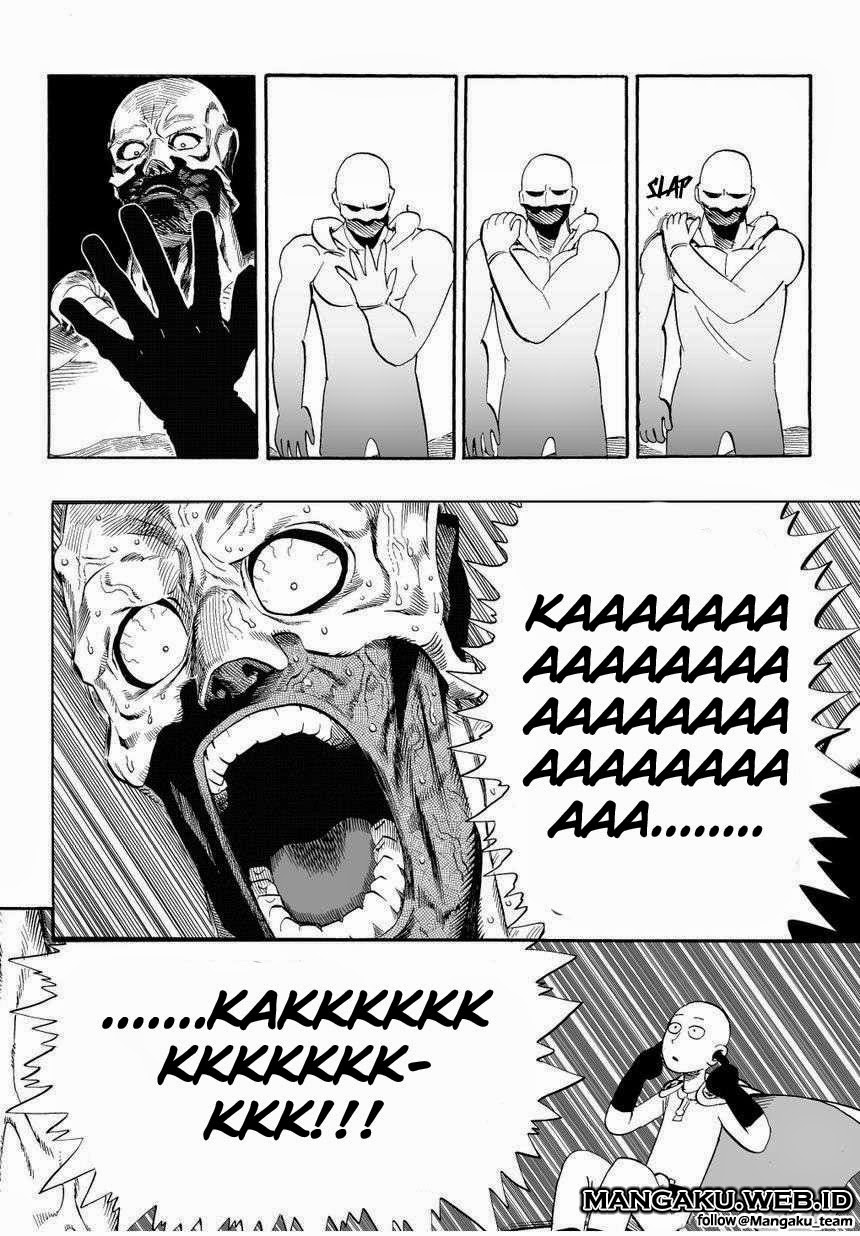 SLAP
KAAAAAAA
AAAAAAAA
AAAAAAAA
AAAAAAAA
AAA........
.......KAKKKKKK
KKKKKKK-
KKK!!!
MANGAKU.WEB.ID
follow @Mangaku_team